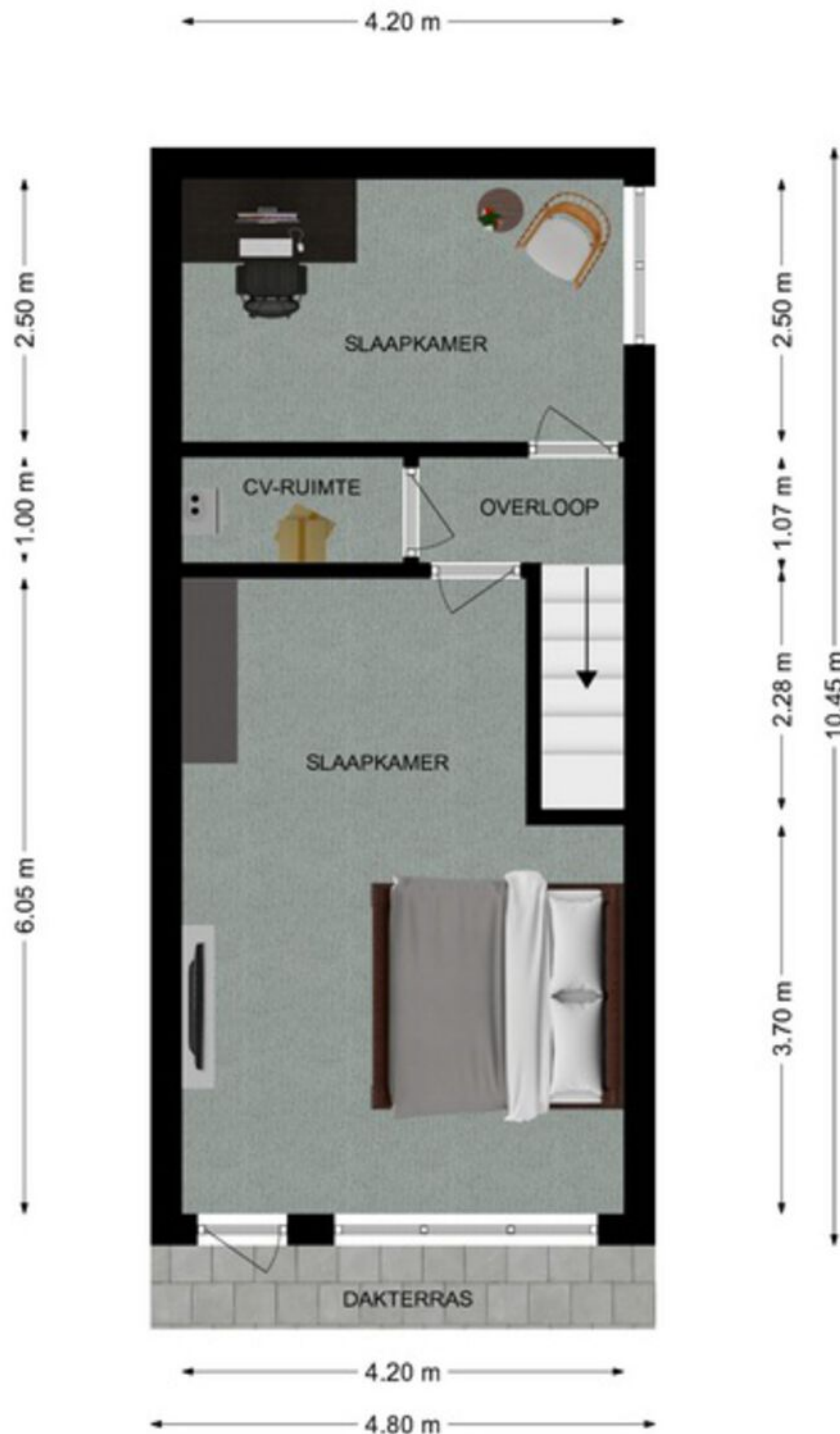 4.20 m
2.50 m
2.50 m
SLAAPKAMER
1.00 m
CV-RUIMTE
OVERLOOP
1.07 m
2.28 m
10.45 m
SLAAPKAMER
6.05 m
3.70 m
DAKTERRAS
4.20 m
4.80 m